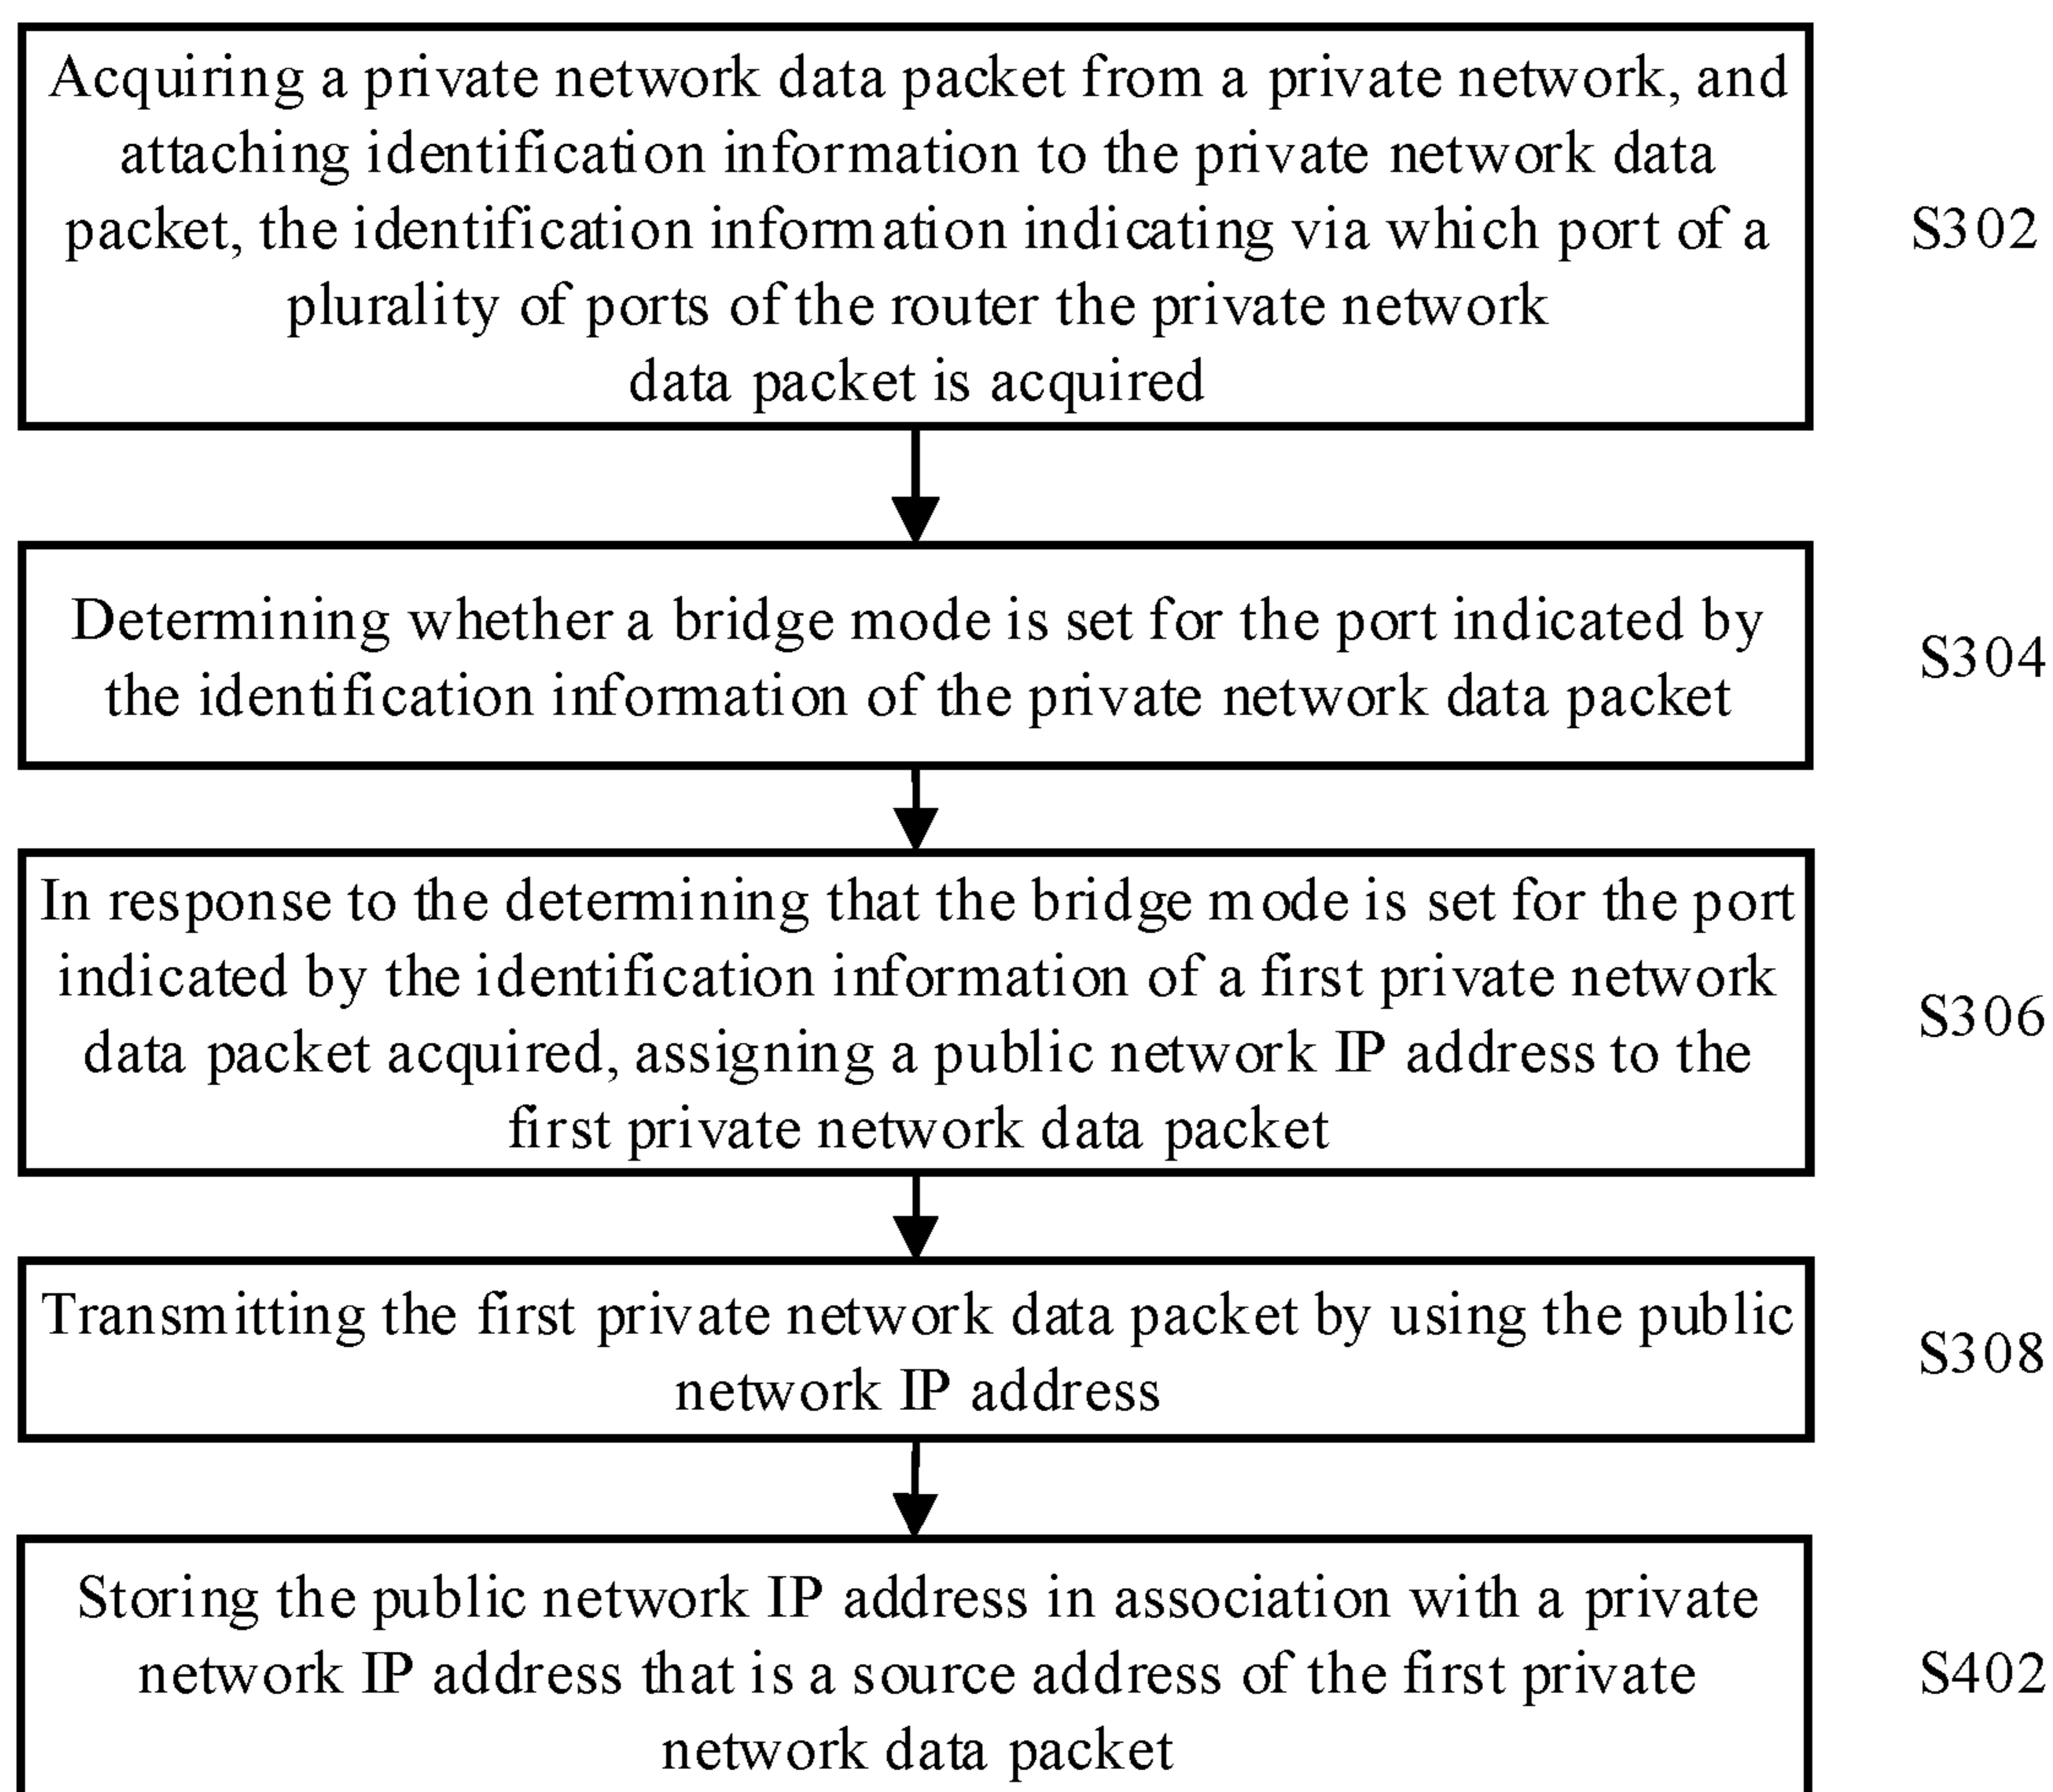 Acquiring a private network data packet from a private network, and
attaching identification information to the private network data
packet, the identification information indicating via which port of a
plurality of ports of the router the private network
data packet is acquired
S302
Determining whether a bridge mode is set for the port indicated by
the identification information of the private network data packet
S304
In response to the determining that the bridge mode is set for the port
indicated by the identification information of a first private network
data packet acquired, assigning a public network IP address to the
first private network data packet
S306
Transmitting the first private network data packet by using the public
network IP address
S308
Storing the public network IP address in association with a private
network IP address that is a source address of the first private
network data packet
S402